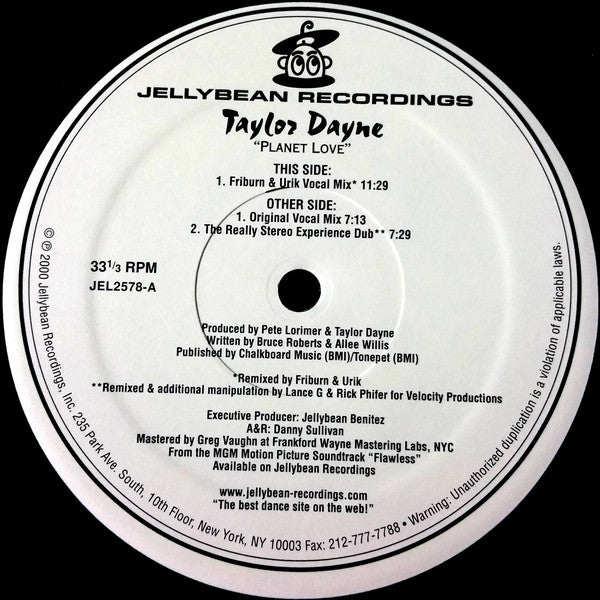 JELLYBEAN RECORDINGS
Taylor Dayne
"PLANET LOVE"
THIS SIDE:
1. Friburn & Urik Vocal Mix* 11:29
OTHER SIDE:
1. Original Vocal Mix 7:13
2. The Really Stereo Experience Dub** 7:29
33 1/3 RPM
JEL2578-A
Produced by Pete Lorimer & Taylor Dayne
Written by Bruce Roberts & Allee Willis
Published by Chalkboard Music (BMI)/Tonepet (BMI)
*Remixed by Friburn & Urik
**Remixed & additional manipulation by Lance G & Rick Phifer for Velocity Productions
Executive Producer: Jellybean Benitez
A&R: Danny Sullivan
Mastered by Greg Vaughn at Frankford Wayne Mastering Labs, NYC
From the MGM Motion Picture Soundtrack "Flawless"
Available on Jellybean Recordings
www.jellybean-recordings.com
"The best dance site on the web!"
© ℗ 2000 Jellybean Recordings, Inc. 235 Park Ave. South, 10th Floor, New York, NY 10003 Fax: 212-777-7788 • Warning: Unauthorized duplication is a violation of applicable laws.